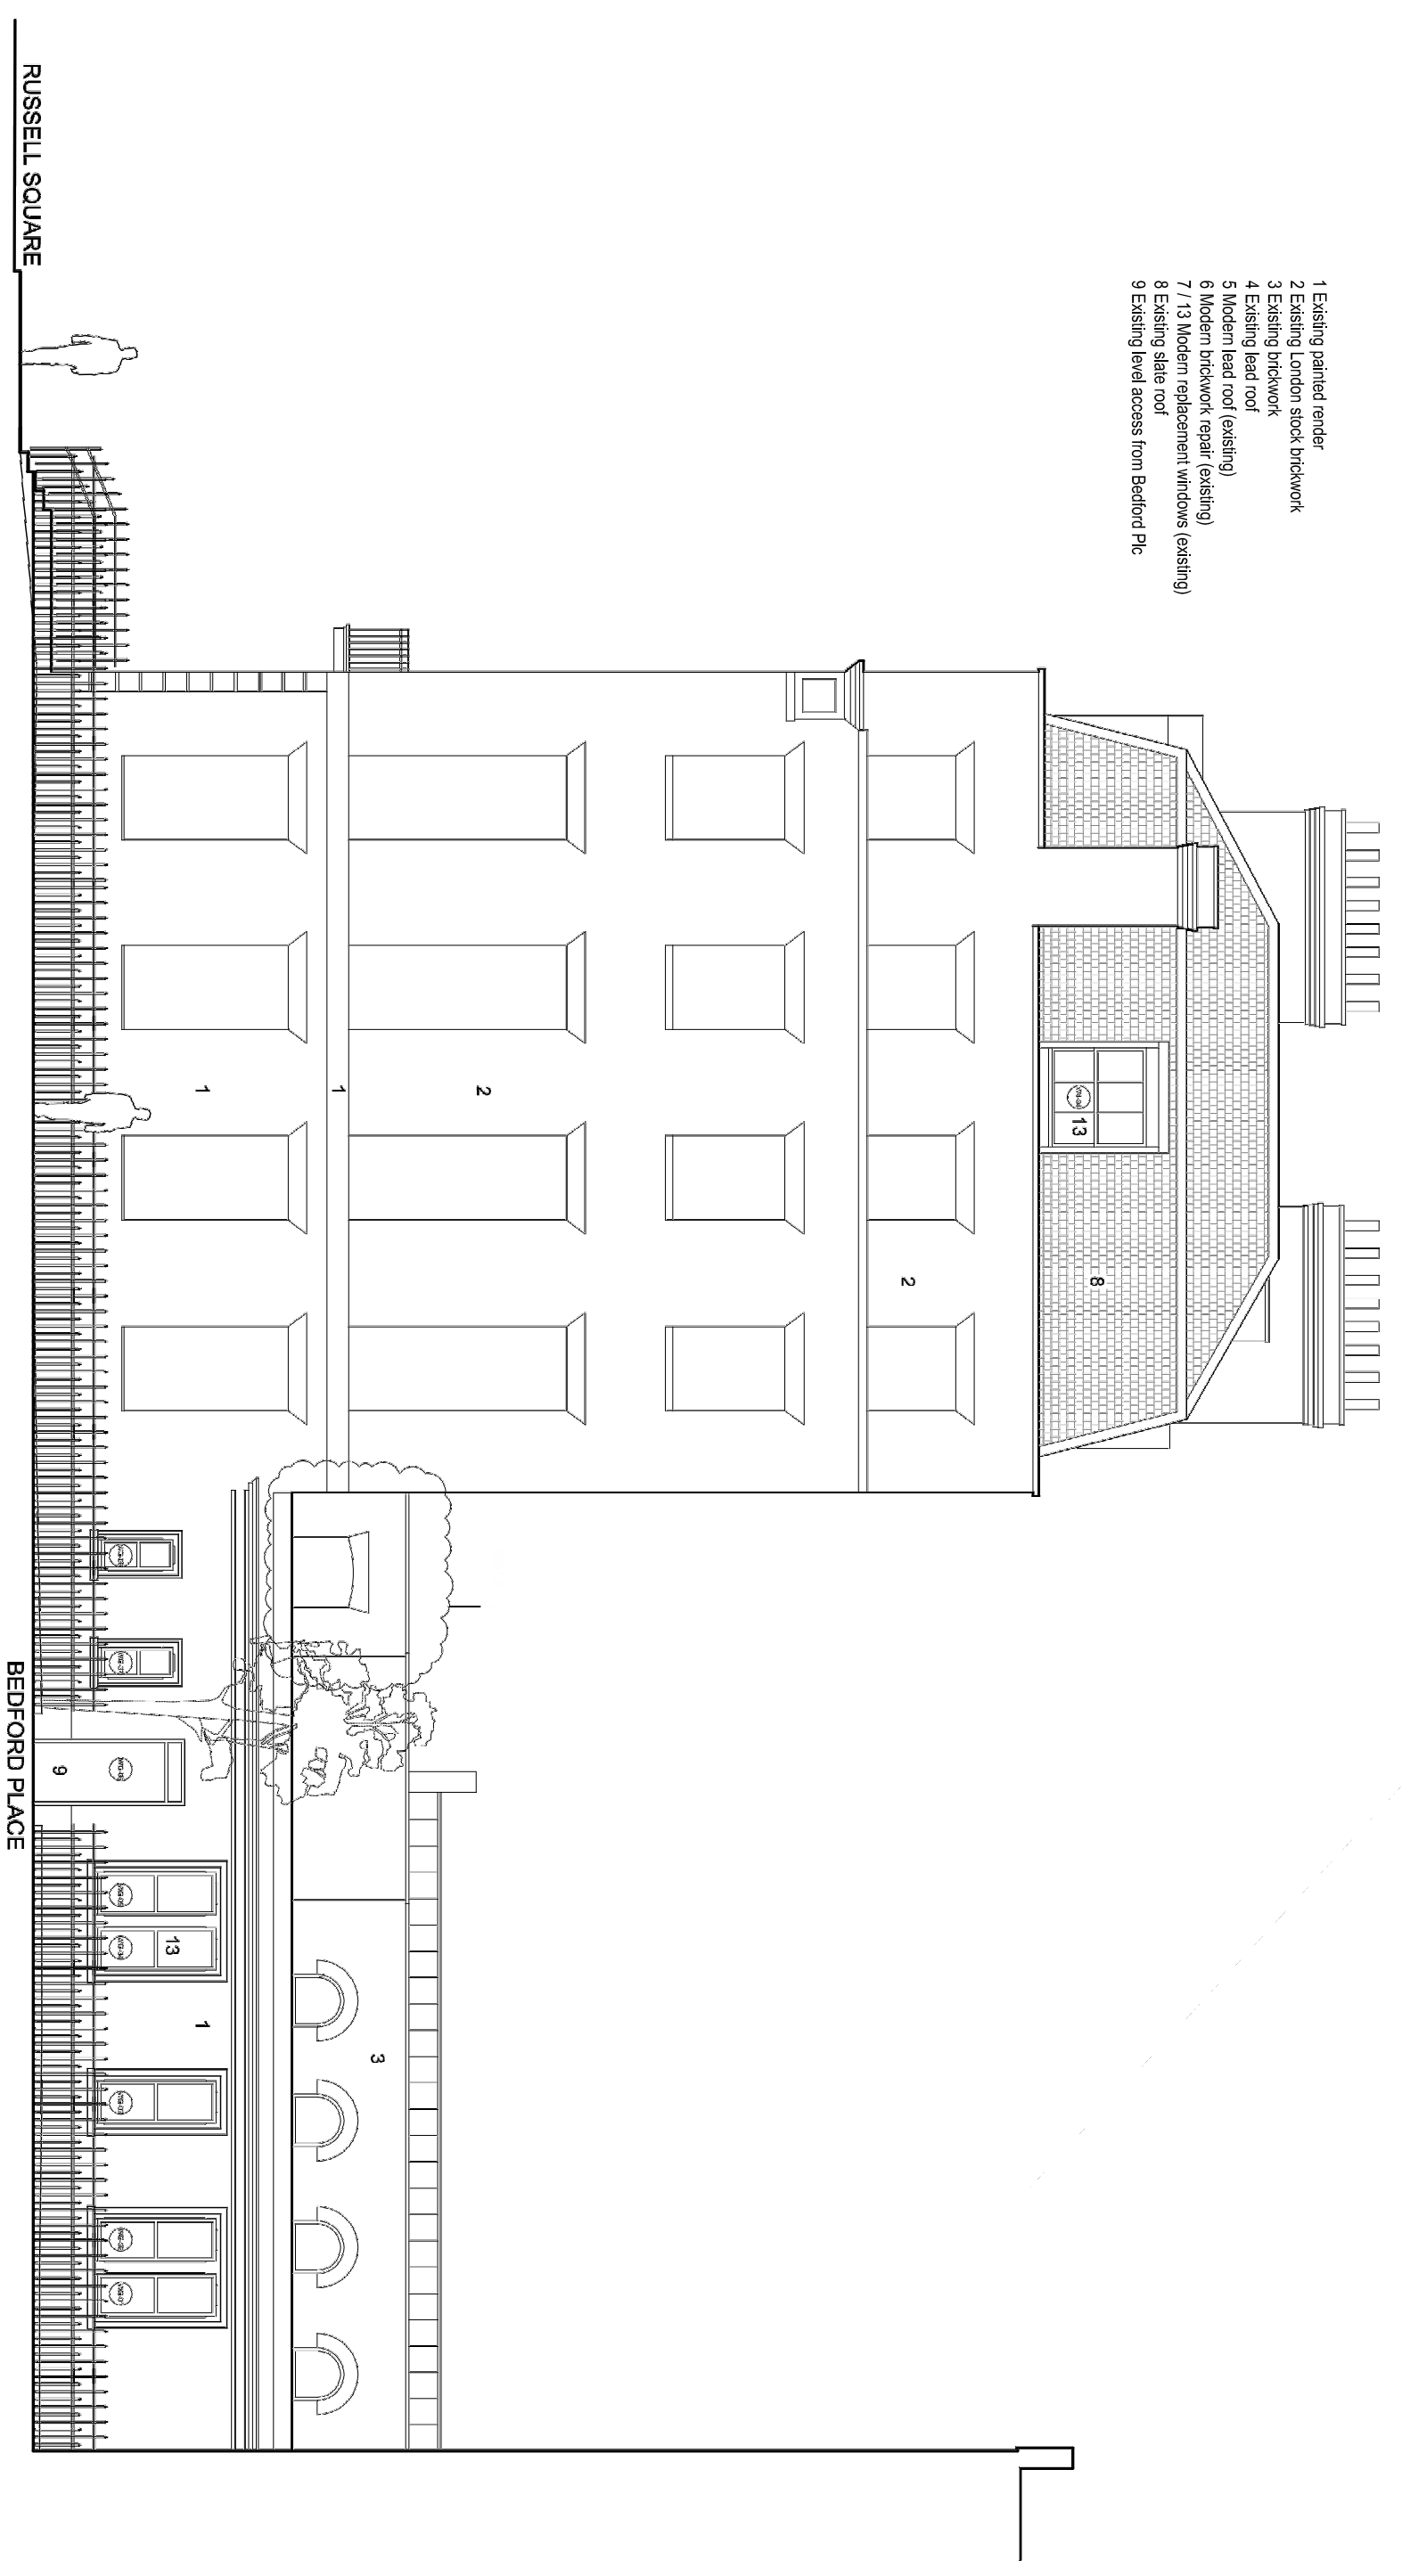 1 Existing painted render
2 Existing London stock brickwork
3 Existing brickwork
4 Existing lead roof
5 Modern lead roof (existing)
6 Modern brickwork repair (existing)
7 / 13 Modern replacement windows (existing)
8 Existing slate roof
9 Existing level access from Bedford Plc
13
8
2
2
1
1
3
13
1
9
RUSSELL SQUARE
BEDFORD PLACE